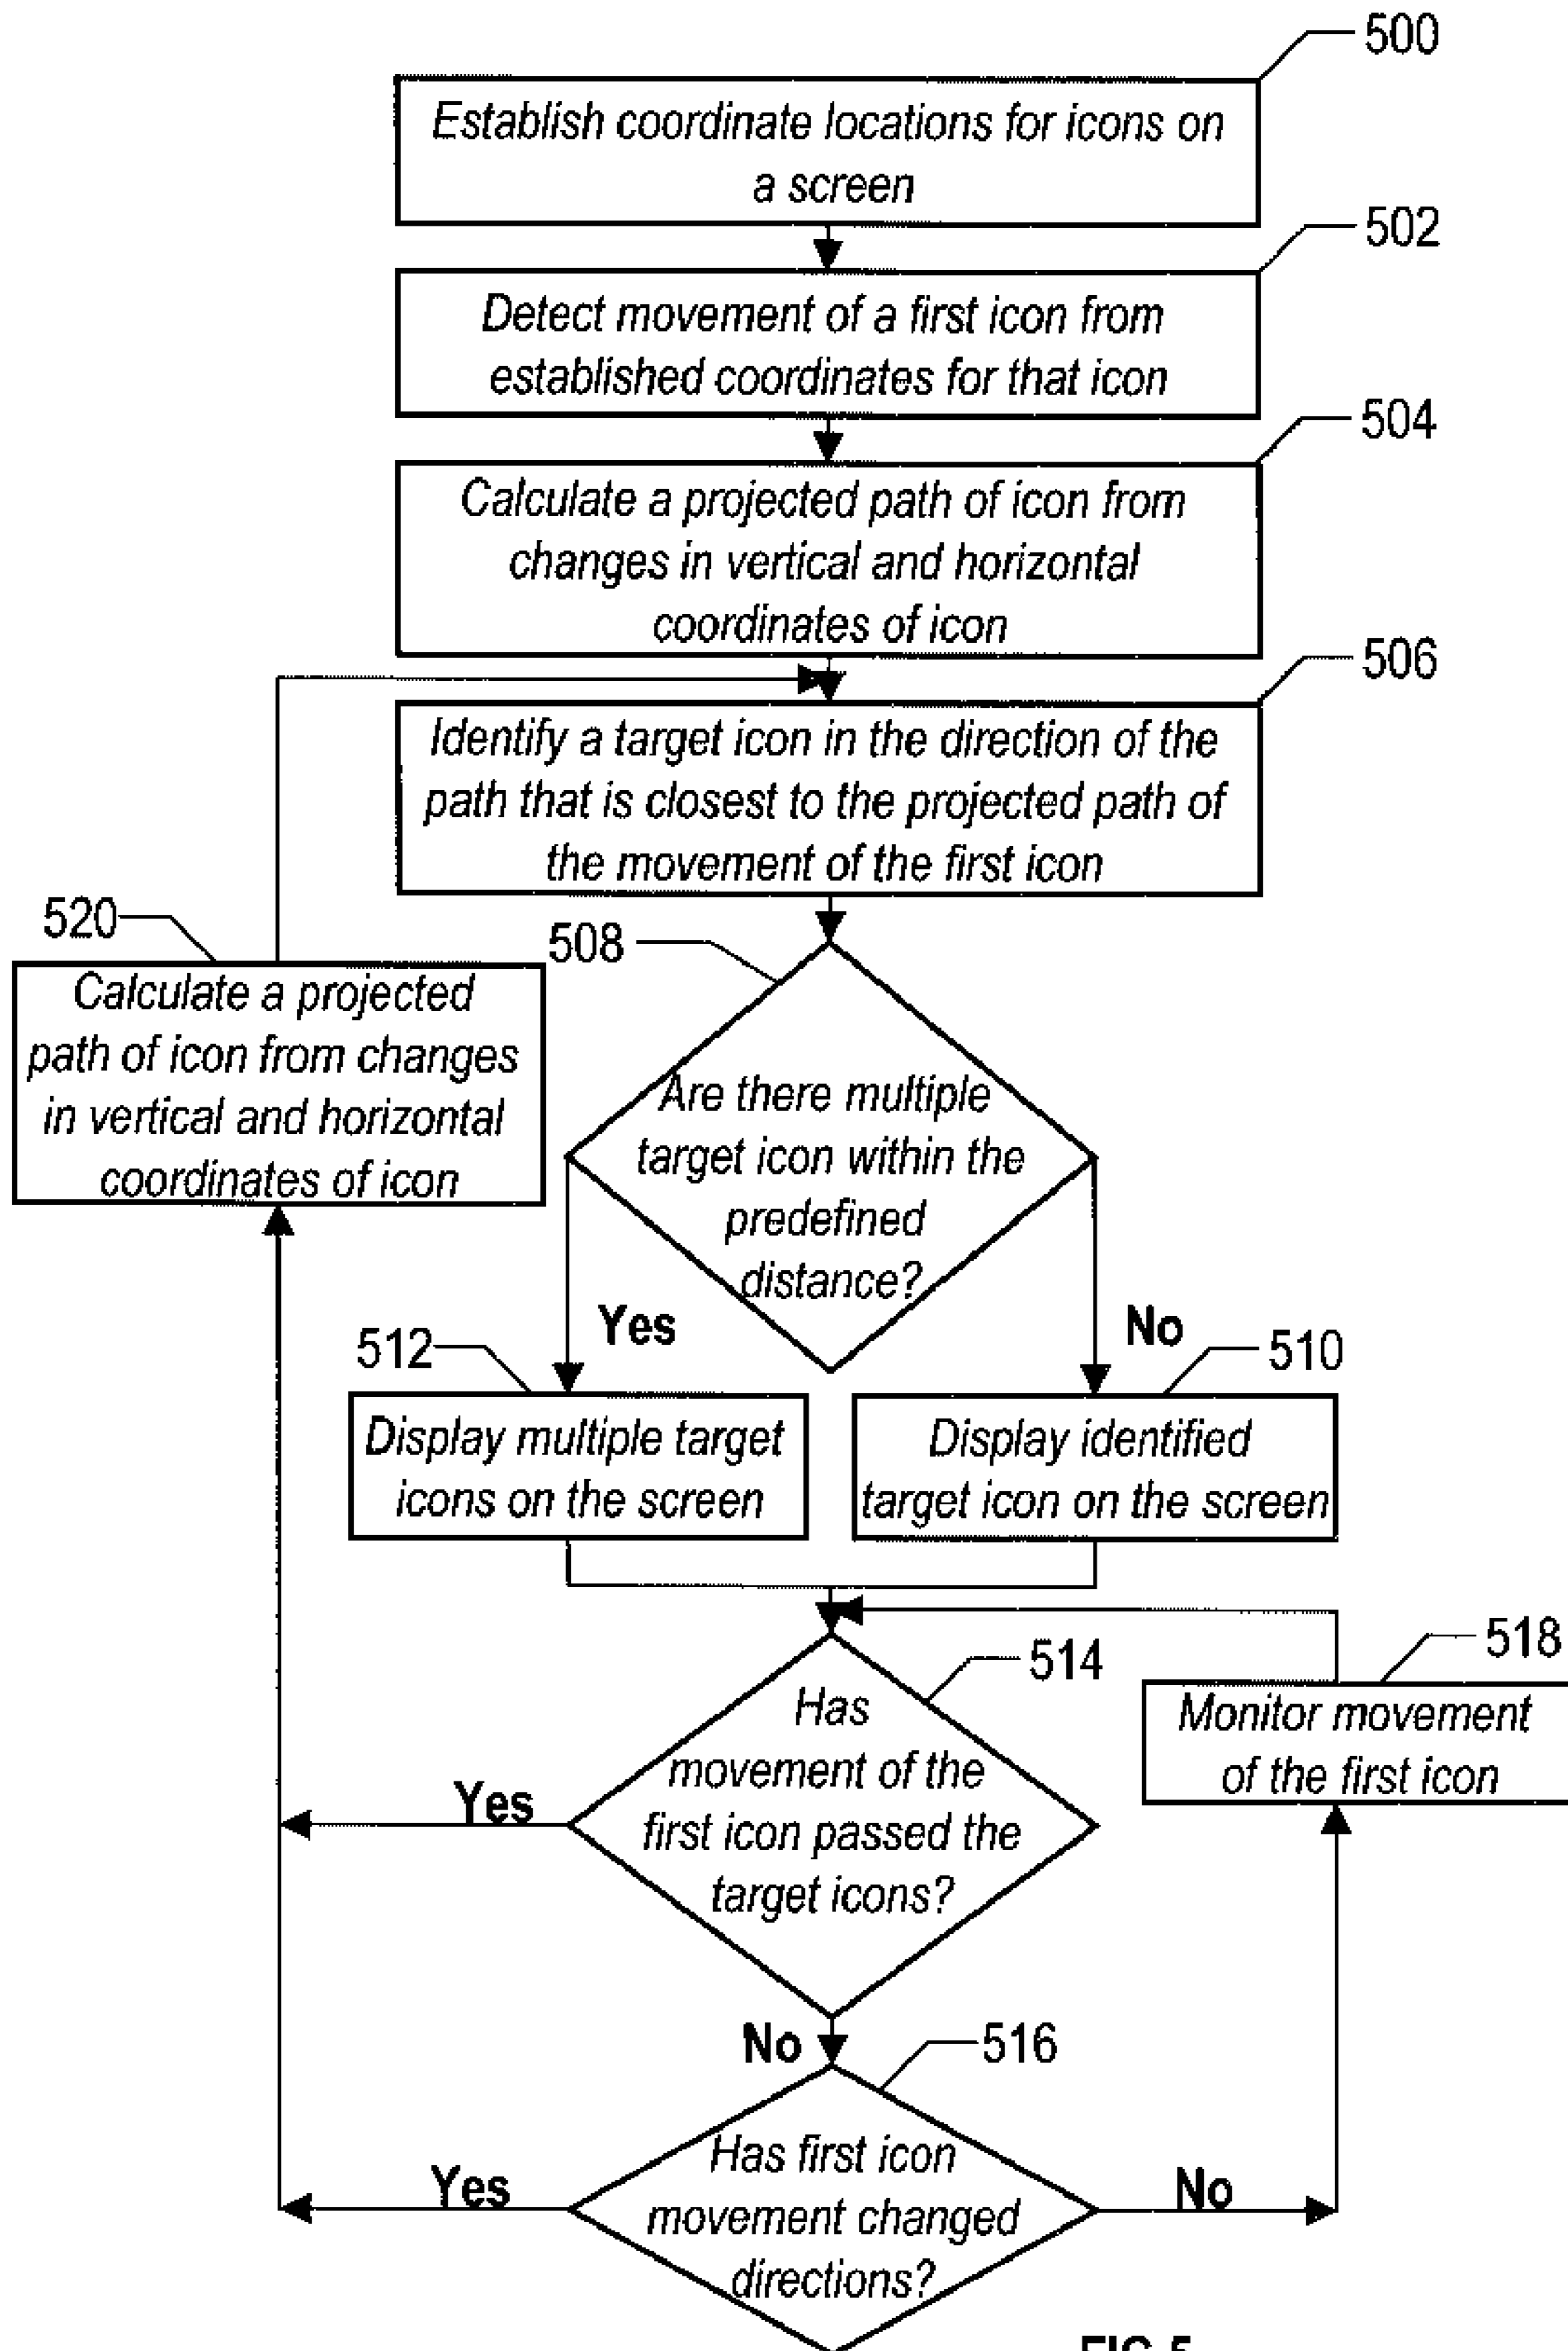 500
Establish coordinate locations for icons on
a screen
502
Detect movement of a first icon from
established coordinates for that icon
504
Calculate a projected path of icon from
changes in vertical and horizontal
coordinates of icon
506
Identify a target icon in the direction of the
path that is closest to the projected path of
the movement of the first icon
520
Calculate a projected
path of icon from changes
in vertical and horizontal
coordinates of icon
508
Are there multiple
target icon within the
predefined
distance?
Yes
No
512
Display multiple target
icons on the screen
510
Display identified
target icon on the screen
514
Has
movement of the
first icon passed the
target icons?
518
Monitor movement
of the first icon
Yes
No
516
Has first icon
movement changed
directions?
Yes
No
FIG 5